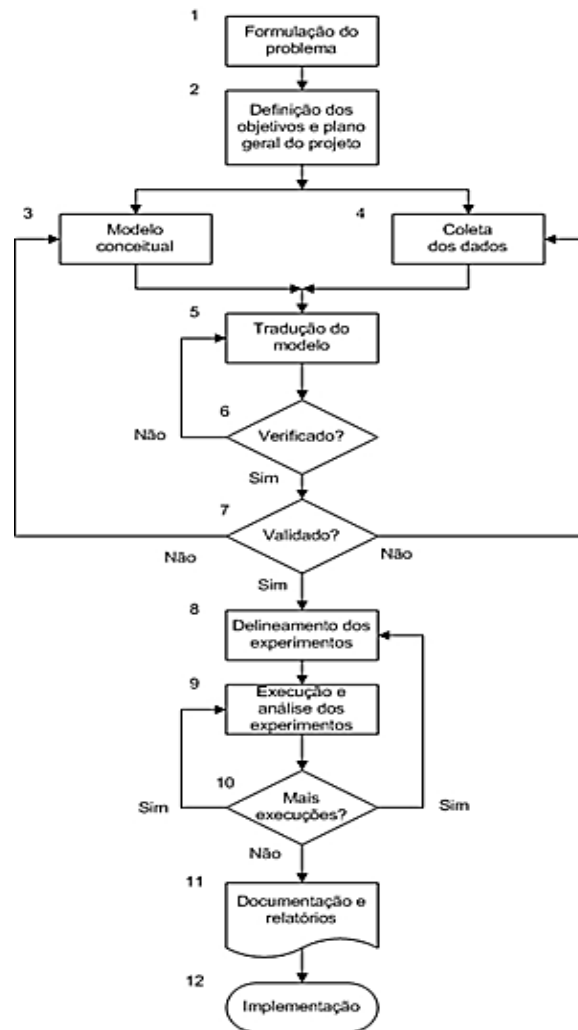 1
Formulação do
problema
2
Definição dos
objetivos e plano
geral do projeto
3
Modelo
conceitual
4
Coleta
dos dados
5
Tradução do
modelo
6
Verificado?
Não
Sim
7
Validado?
Não
Não
Sim
8
Delineamento dos
experimentos
9
Execução e
análise dos
experimentos
10
Mais
execuções?
Sim
Sim
Não
11
Documentação e
relatórios
12
Implementação